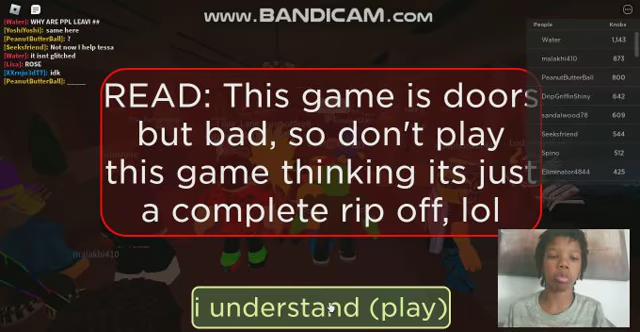 www.BANDICAM.com
[Water]: WHY ARE PPL LEAVI ##
[YoshiYoshi]: same here
[PeanutButterBall]: ?
[Seeksfriend]: Not now I help tessa
[Water]: it isnt glitched
[Lisa]: ROSE
idk
[PeanutButterBall]:
People Knobs
Water 1,143
malakhi410 873
PeanutButterBall 800
DripGriffinShiny 642
sandalwood78 609
Seeksfriend 544
Spino 512
Eliminator4844 425
READ: This game is doors
but bad, so don't play
this game thinking its just
a complete rip off, lol
malakhi410
i understand (play)